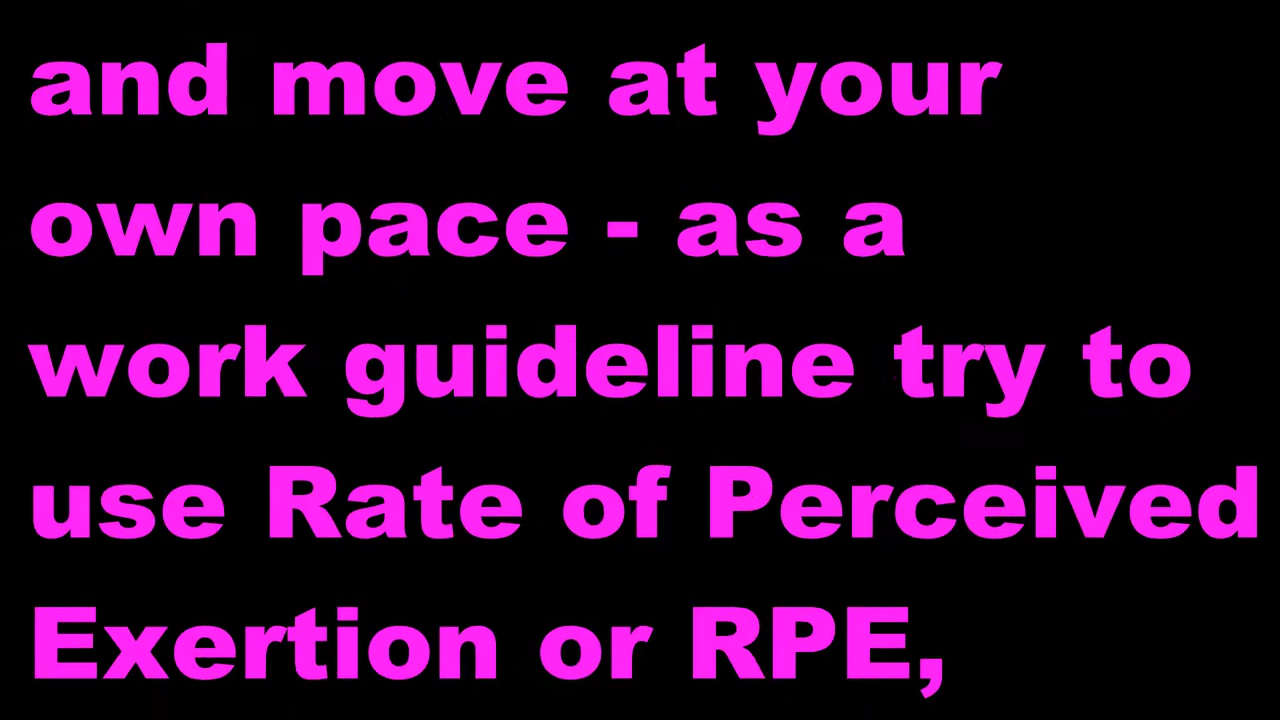 and move at your
own pace - as a
work guideline try to
use Rate of Perceived
Exertion or RPE,